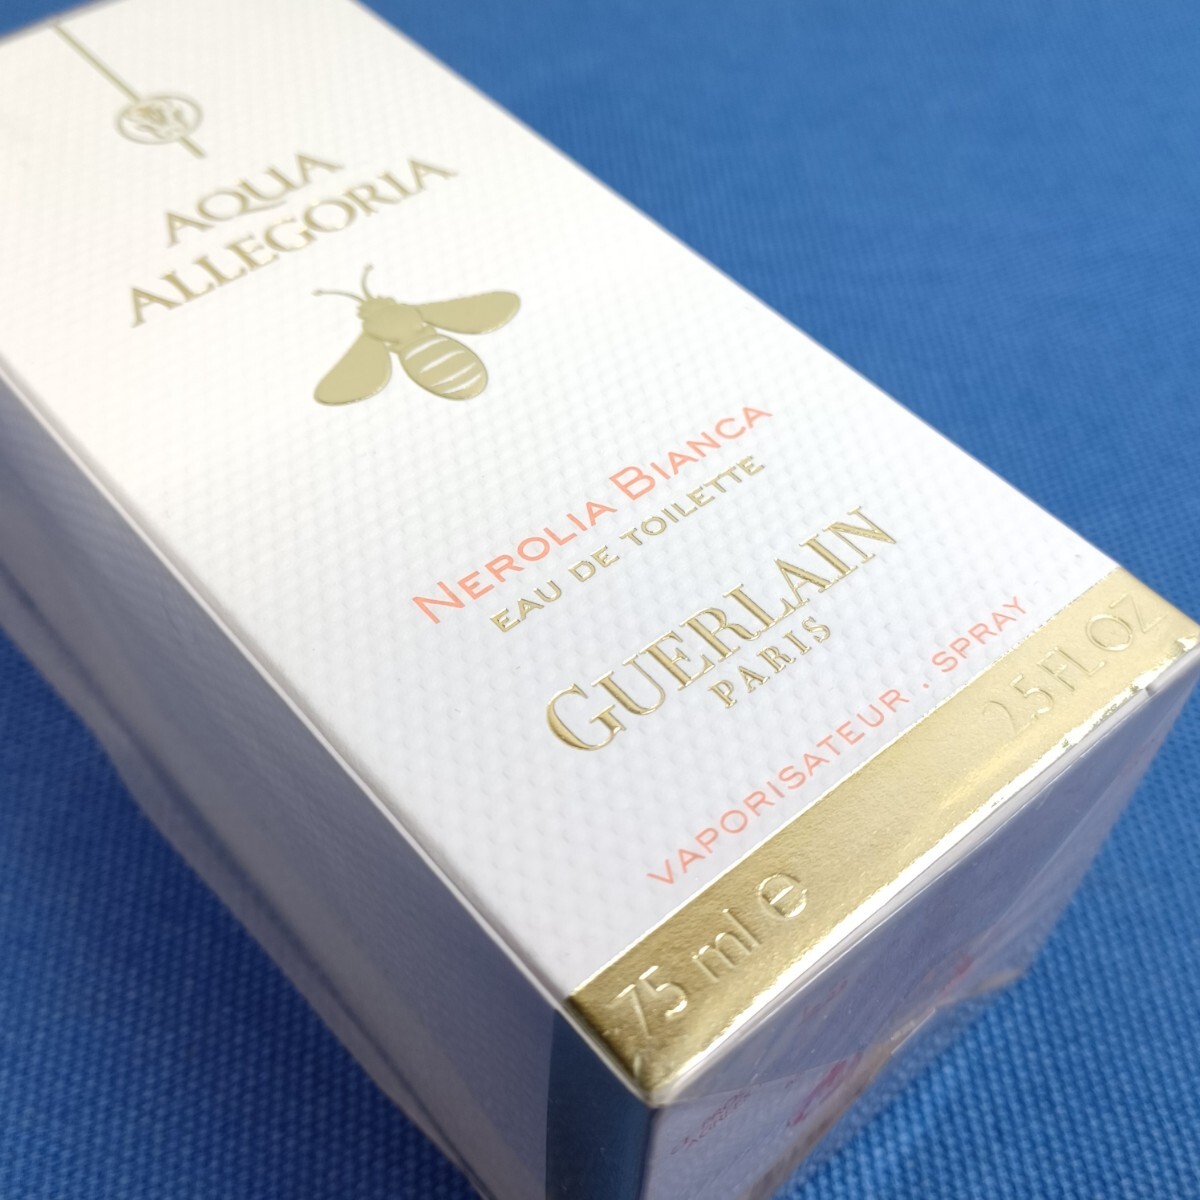 AQUA
ALLEGORIA
NEROLIA BIANCA
EAU DE TOILETTE
GUERLAIN
PARIS
VAPORISATEUR . SPRAY
75 ml ℮ 2.5 FL OZ